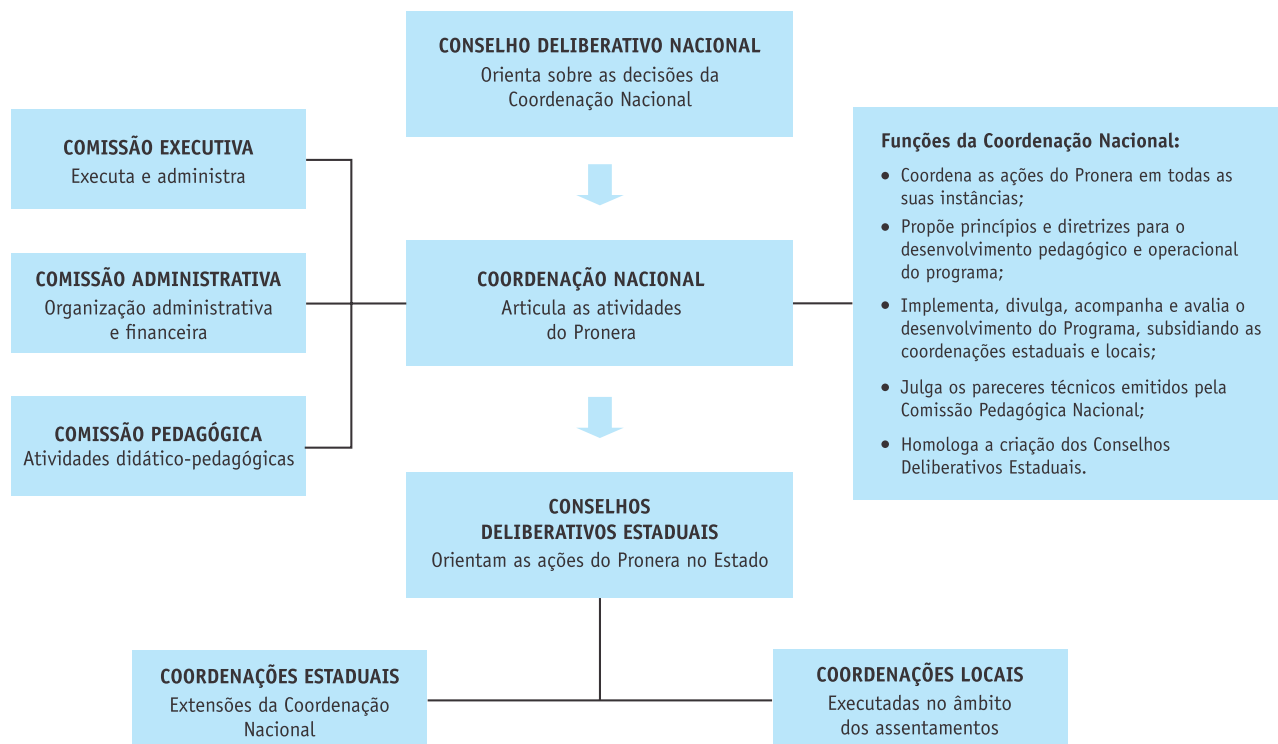 CONSELHO DELIBERATIVO NACIONAL
Orienta sobre as decisões da
Coordenação Nacional
COMISSÃO EXECUTIVA
Executa e administra
COMISSÃO ADMINISTRATIVA
Organização administrativa
e financeira
COMISSÃO PEDAGÓGICA
Atividades didático-pedagógicas
COORDENAÇÃO NACIONAL
Articula as atividades
do Pronera
Funções da Coordenação Nacional:
• Coordena as ações do Pronera em todas as
suas instâncias;
• Propõe princípios e diretrizes para o
desenvolvimento pedagógico e operacional
do programa;
• Implementa, divulga, acompanha e avalia o
desenvolvimento do Programa, subsidiando as
coordenações estaduais e locais;
• Julga os pareceres técnicos emitidos pela
Comissão Pedagógica Nacional;
• Homologa a criação dos Conselhos
Deliberativos Estaduais.
CONSELHOS
DELIBERATIVOS ESTADUAIS
Orientam as ações do Pronera no Estado
COORDENAÇÕES ESTADUAIS
Extensões da Coordenação
Nacional
COORDENAÇÕES LOCAIS
Executadas no âmbito
dos assentamentos